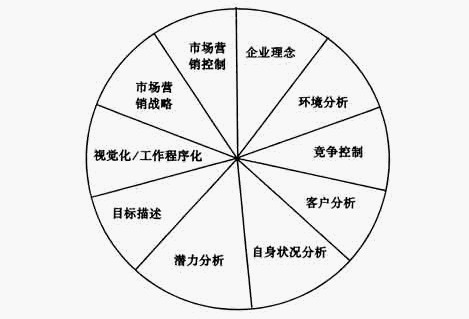 企业理念
环境分析
竞争控制
客户分析
自身状况分析
潜力分析
目标描述
视觉化/工作程序化
市场营
销战略
市场营
销控制